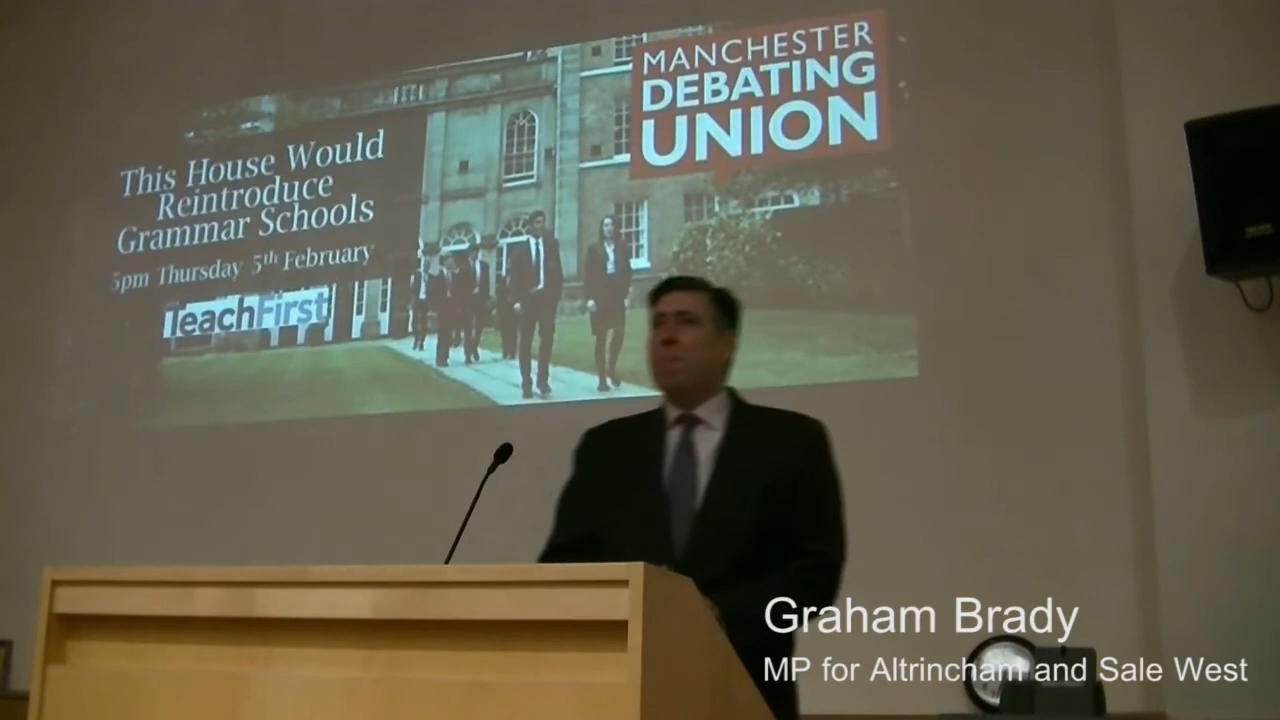 MANCHESTER
DEBATING
UNION
This House Would
Reintroduce
Grammar Schools
5pm Thursday 5th February
TeachFirst
Graham Brady
MP for Altrincham and Sale West